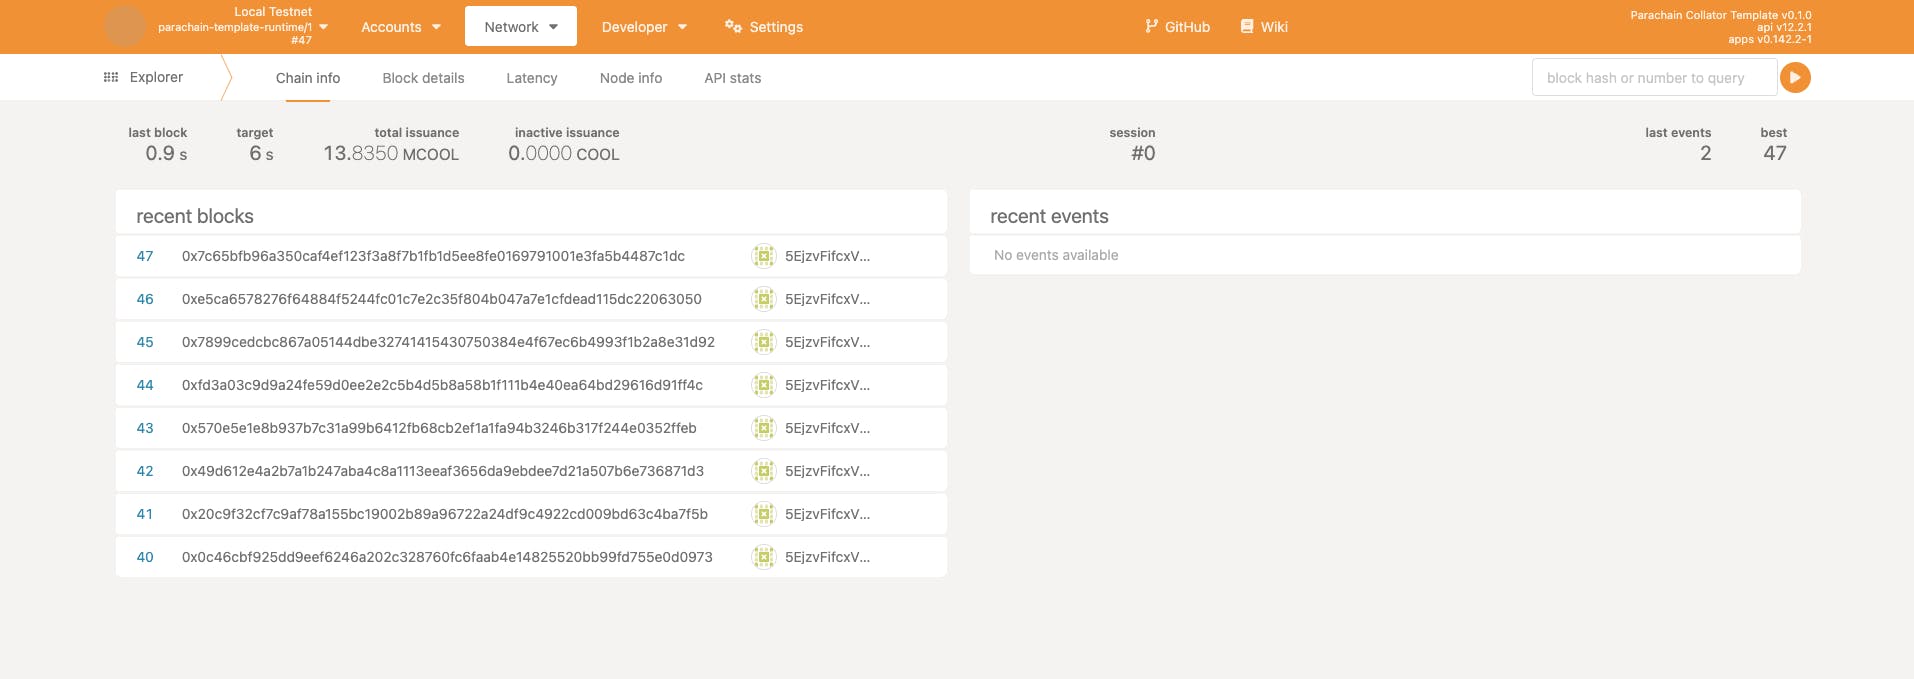 Local Testnet
parachain-template-runtime/1
#47
Accounts
Network
Developer
Settings
GitHub
Wiki
Parachain Collator Template v0.1.0
api v12.2.1
apps v0.142.2-1
Explorer
Chain info
Block details
Latency
Node info
API stats
block hash or number to query
last block
0.9 s
target
6 s
total issuance
13.8350 MCOOL
inactive issuance
0.0000 COOL
session
#0
last events
2
best
47
recent blocks
47 0x7c65bfb96a350caf4ef123f3a8f7b1fb1d5ee8fe0169791001e3fa5b4487c1dc 5EjzvFifcxV...
46 0xe5ca6578276f64884f5244fc01c7e2c35f804b047a7e1cfdead115dc22063050 5EjzvFifcxV...
45 0x7899cedcbc867a05144dbe32741415430750384e4f67ec6b4993f1b2a8e31d92 5EjzvFifcxV...
44 0xfd3a03c9d9a24fe59d0ee2e2c5b4d5b8a58b1f111b4e40ea64bd29616d91ff4c 5EjzvFifcxV...
43 0x570e5e1e8b937b7c31a99b6412fb68cb2ef1a1fa94b3246b317f244e0352ffeb 5EjzvFifcxV...
42 0x49d612e4a2b7a1b247aba4c8a1113eeaf3656da9ebdee7d21a507b6e736871d3 5EjzvFifcxV...
41 0x20c9f32cf7c9af78a155bc19002b89a96722a24df9c4922cd009bd63c4ba7f5b 5EjzvFifcxV...
40 0x0c46cbf925dd9eef6246a202c328760fc6faab4e14825520bb99fd755e0d0973 5EjzvFifcxV...
recent events
No events available